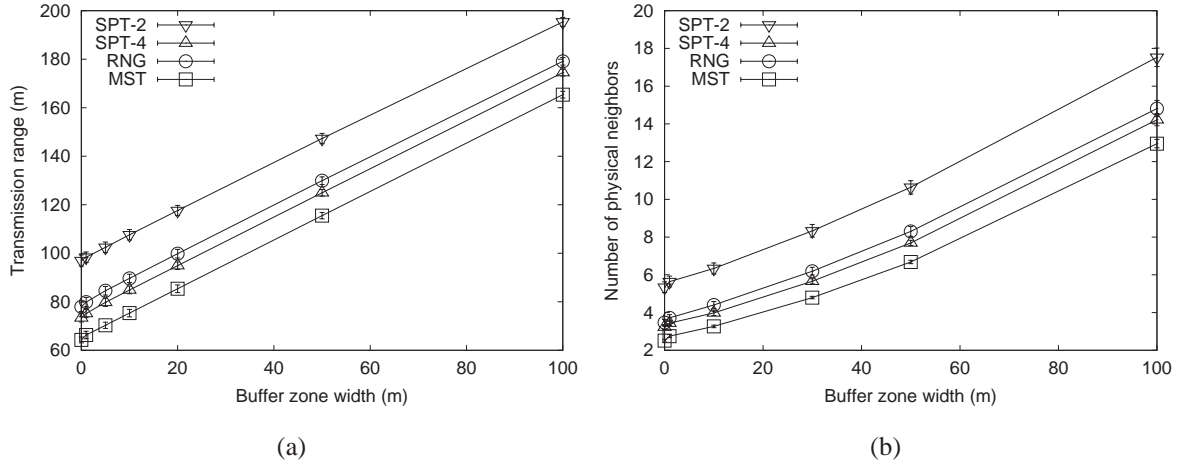 200
180
160
140
120
100
80
60
Transmission range (m)
SPT-2
SPT-4
RNG
MST
0
20
40
60
80
100
Buffer zone width (m)
(a)
20
18
16
14
12
10
8
6
4
2
Number of physical neighbors
SPT-2
SPT-4
RNG
MST
0
20
40
60
80
100
Buffer zone width (m)
(b)